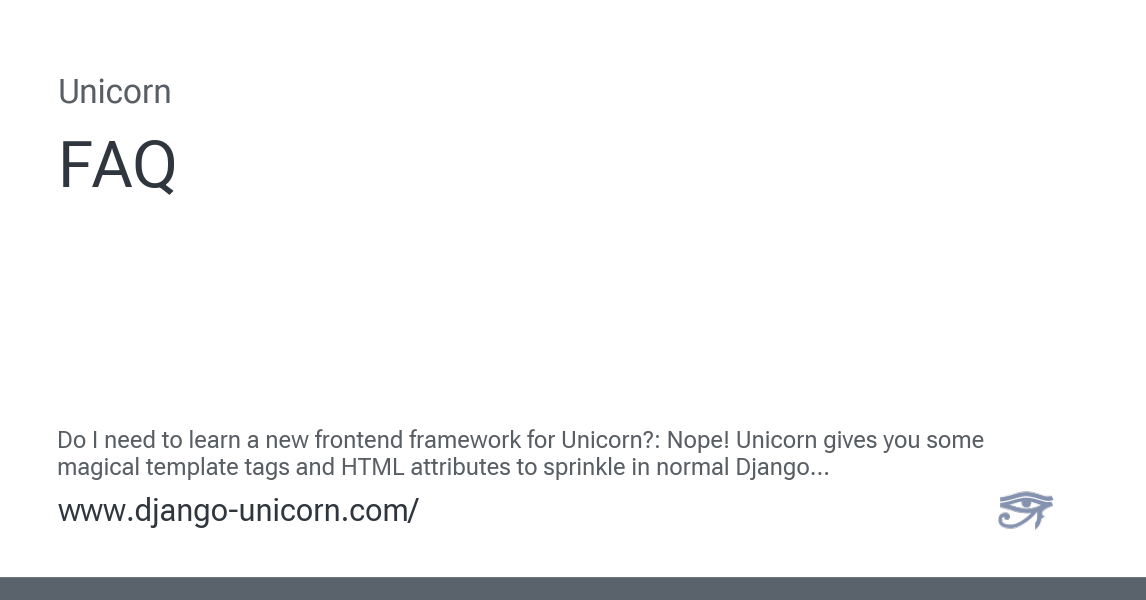 Unicorn
FAQ
Do I need to learn a new frontend framework for Unicorn?: Nope! Unicorn gives you some
magical template tags and HTML attributes to sprinkle in normal Django...
www.django-unicorn.com/